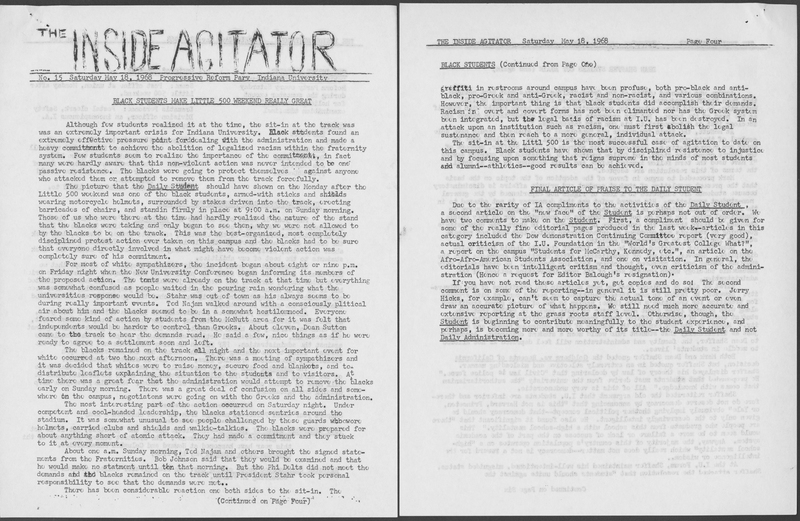 THE INSIDE AGITATOR
No. 15 Saturday May 18, 1968 Progressive Reform Pary Indiana University
BLACK STUDENTS MAKE LITTLE 500 WEEKEND REALLY GREAT
Although few students realized it at the time, the sit-in at the track was
was an extremely important crisis for Indiana University. Black students found an
extremely effective pressure point for dealing with the administration and made a
heavy commitment to achieve the abolition of legalized racism within the fraternity
system. Few students seem to realize the importance of the commitment, in fact
many were hardly aware that this non-violent action was never intended to be one
passive resistance. The blacks were going to protect themselves against anyone
who attacked them or attempted to remove them from the track forcefully.
The picture that the Daily Student should have shown on the Monday after the
Little 500 weekend was one of the black students, armed with sticks and shields
wearing motorcycle helmets, surrounded by stakes driven into the track, erecting
barricades of chairs, and standin firmly in place at 9:00 a.m. on Sunday morning.
Those of us who were there at the time had hardly realized the nature of the stand
that the blacks were taking and only began to see then, why we were not allowed to
by the blacks to be on the track. This was the best-organized, most completely
disciplined protest action ever taken on this campus and the blacks had to be sure
that everyone directly involved in what might have become violent action was
completely sure of his commitment.
For most of white sympathizers, the incident began about eight or nine p.m.
on Friday night when the New University Conference began informing its members of
the proposed action. The tents were already on the track at this time but everything
was somewhat confused as people waited in the pouring rain wondering what the
universities response would be. Stahr was out of town as his always seems to be
during really important events. Ted Najam walked around with a consciously plitical
air about him and the blacks seemed to be in a somewhat hostlemood. Everyone
feared some kind of action by students from the McNutt area for it was felt that
independents would be harder to control than Greeks. About eleven, Dean Sutton
came to the track to hear the demands read. He said a few, nice things as if he were
ready to agree to a settlement soon and left.
The blacks remained on the track all night and the next important event for
white occurred at two the next afternoon. There was a meeting of sympathizers and
it was decided that whites were to raise money, secure food and blankets, and to
distribute leaflets explaining the situation to the students and to visitors. At
time there was a great fear that the administration would attempt to remove the blacks
early on Sunday morning. There was a great deal of confusion on all sides and some-
where on the campus, negotiations were going on with the Greeks and the administration.
The most interesting part of the action occurred on Saturday night. Under
competent and cool-headed leadership, the blacks stationed sentries around the
stadium. It was somewhat unusual to see people challenged by these guards who wore
helmets, carried clubs and shields and walkie-talkies. The blacks were prepared for
about anything short of atomic attack. They had made a commitment and they stuck
to it at every moment.
About one a.m. Sunday morning, Ted Najam and others brought the signed state-
ments from the Fraternities. Bob Johnson said that they would be examined and that
he would make no statement until the that morning. But the Phi Delts did not meet the
demands and the blacks remained on the track until President Stahr took personal
responsibility to see that the demands were met..
There has been considerable reaction one both sides to the sit-in. The
(Continued on Page Four)
THE INSIDE AGITATOR Saturday May 18, 1968 Page Four
BLACK STUDENTS (Continued from Page One)
greffiti in restrooms around campus have been profuse, both pro-black and anti-
black, pro-Greek and anti-Greek, racist and non-racist, and various combinations.
However, the important thing is that black students did accomplish their demands.
Racism in overt and covert forms has not been climanted nor has the Greek system
been integrated, but the legal basis of racism at I.U. has been destroyed. In an
attack upon an institution such as racism, one must first abolish the legal
sustenance and then reach to a more general, individual attack.
The sit-in at the Littl 500 is the most successful case of agitation to date on
this campus. Black students have shown that by disciplined resistance to injustice
and by focusing upon something that reigns supreme in the minds of most students
and alumni--athletics--good results can be achieved.
FINAL ARTICLE OF PRAISE TO THE DAILY STUDENT
Due to the rarity of IA compliments to the activities of the Daily Student,
a second article on the "new face" of the Student is perhaps not out of order. We
have two comments to make on the Student. First, a compliment should be given for
some of the really fine editorial pages produced in the last week--articles in this
category included the Dow demonstration Continuing Committee report (very good),
actual criticism of the I.U. Foundation in the "World's Greatest College What?",
a report on the campus "Students for McCarthy, Kennedy, etc.", an article on the
Afro-Afro-American Students Association, and one on visitation. In general, the
editorials have been intelligent critism and thought, even criticism of the admini-
eration (Hence a request for Editor Balough's resignation)
If you have not read these articles yet, get copies and do so: The second
comment is on some of the reporting--in general it is still pretty poor. Jerry
Hicks, for example, can't seem to capture the actual tone of an event or even
draw an accurate picture of what happens. We still need much more accurate and
extensive reporting at the grass roots staff level. Otherwise, though, the
Student is beginning to contribute meaningfully to the student experience, and
perhaps, is becoming more and more worthy of its title--the Daily Student and not
Daily Administration.